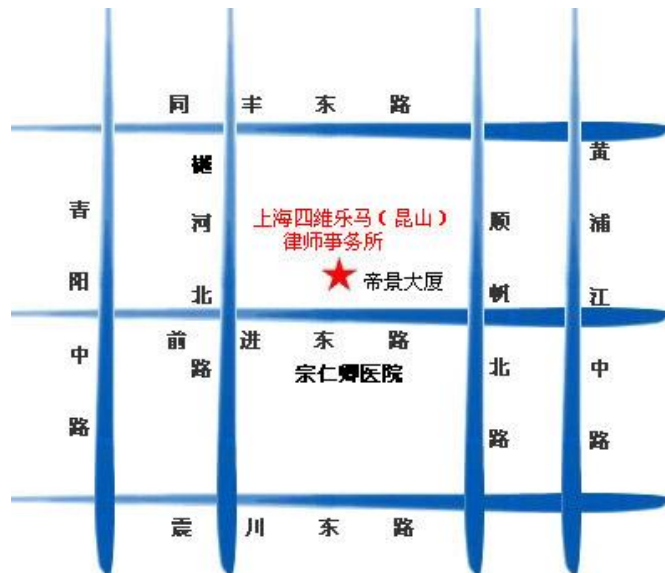 同丰东路
青阳中路
樾河北路
上海四维乐马（昆山）
律师事务所
帝景大厦
顺帆北路
黄浦江中路
前进东路
宗仁卿医院
震川东路